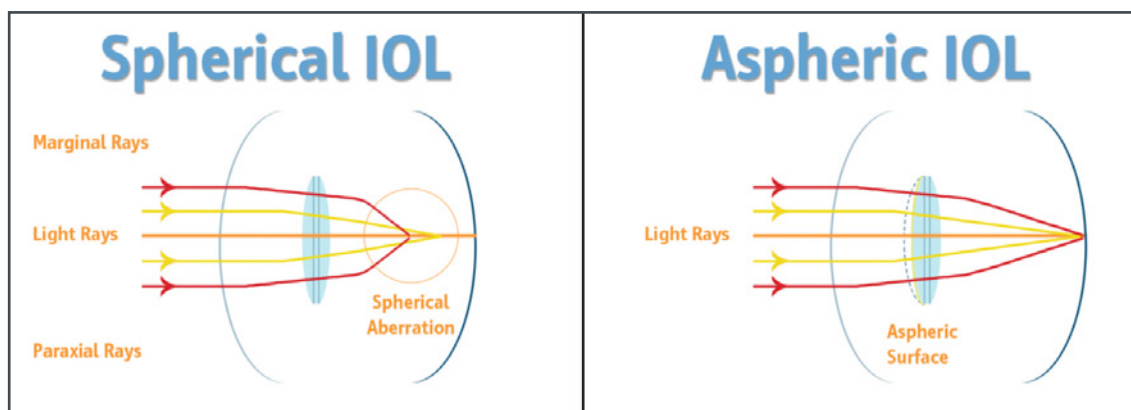 Spherical IOL
Marginal Rays
Light Rays
Spherical
Aberration
Paraxial Rays
Aspheric IOL
Light Rays
Aspheric
Surface